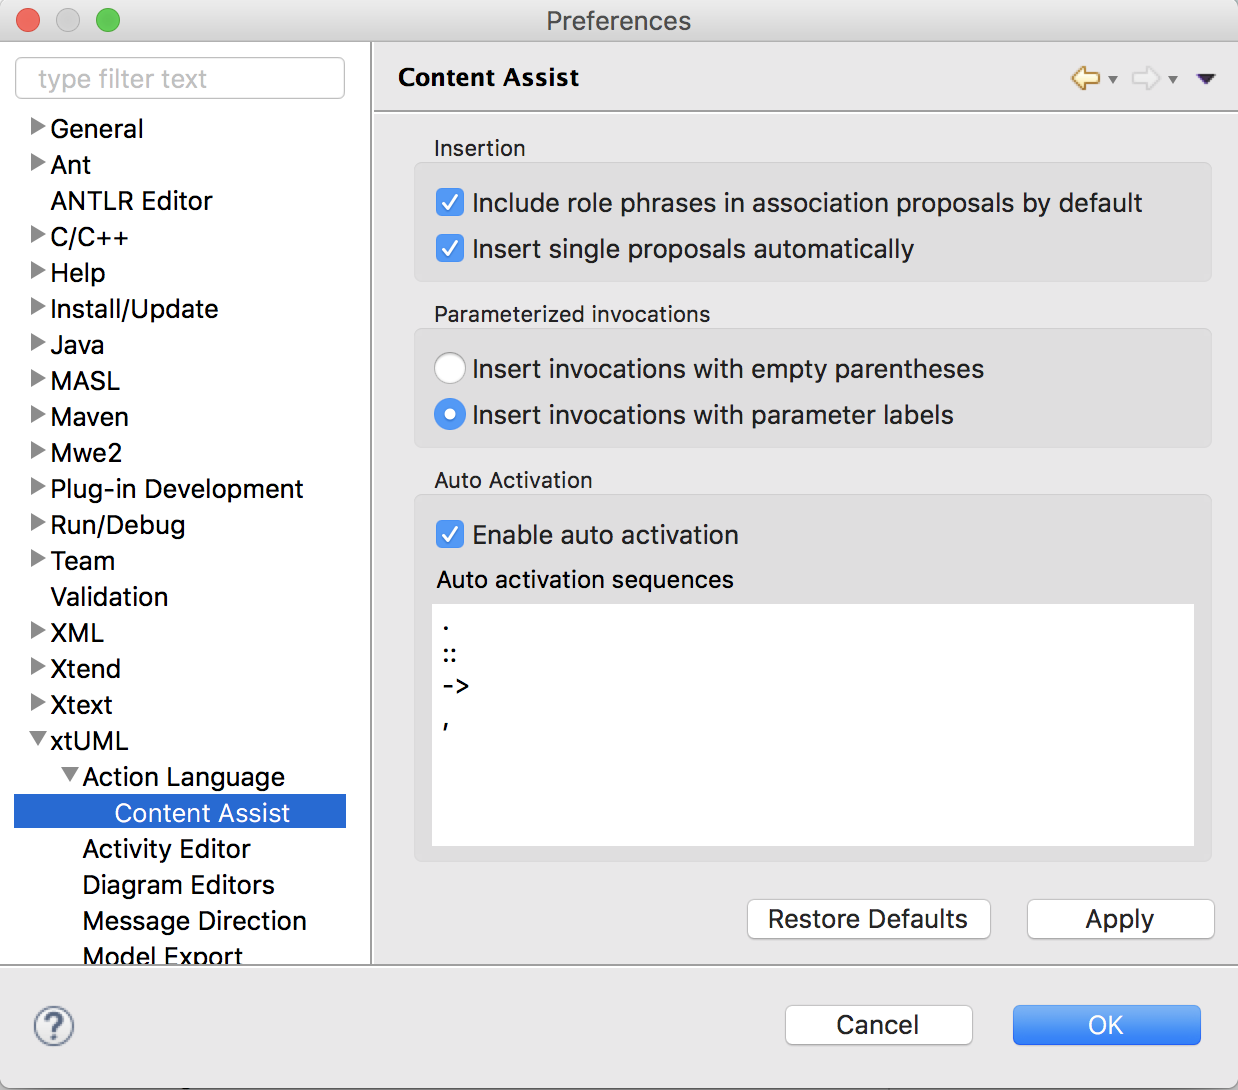 Preferences
type filter text
General
Ant
ANTLR Editor
C/C++
Help
Install/Update
Java
MASL
Maven
Mwe2
Plug-in Development
Run/Debug
Team
Validation
XML
Xtend
Xtext
xtUML
Action Language
Content Assist
Activity Editor
Diagram Editors
Message Direction
Model Export
Content Assist
Insertion
Include role phrases in association proposals by default
Insert single proposals automatically
Parameterized invocations
Insert invocations with empty parentheses
Insert invocations with parameter labels
Auto Activation
Enable auto activation
Auto activation sequences
.
::
->
,
Restore Defaults
Apply
?
Cancel
OK